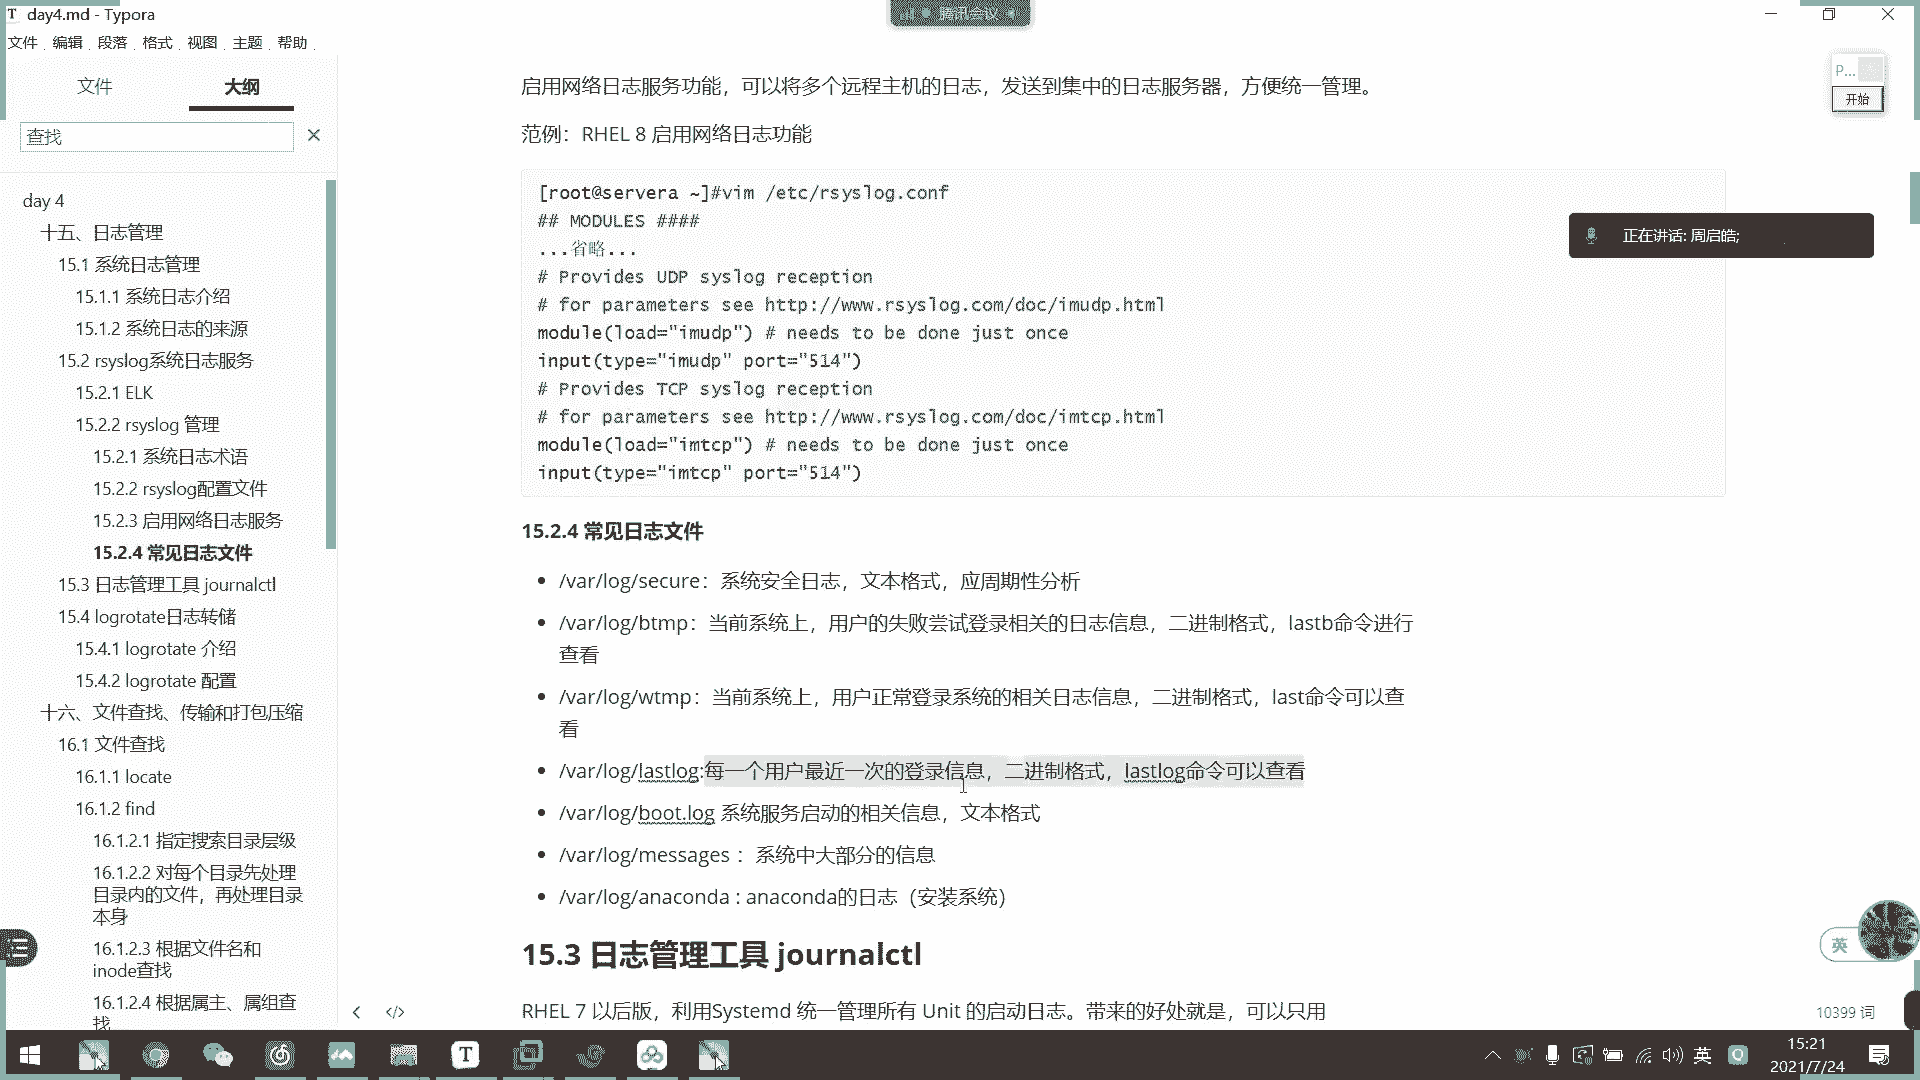 day4.md - Typora
腾讯会议
文件 编辑 段落 格式 视图 主题 帮助
文件 大纲
查找
day 4
十五、日志管理
15.1 系统日志管理
15.1.1 系统日志介绍
15.1.2 系统日志的来源
15.2 rsyslog系统日志服务
15.2.1 ELK
15.2.2 rsyslog 管理
15.2.1 系统日志术语
15.2.2 rsyslog配置文件
15.2.3 启用网络日志服务
15.2.4 常见日志文件
15.3 日志管理工具 journalctl
15.4 logrotate日志转储
15.4.1 logrotate 介绍
15.4.2 logrotate 配置
十六、文件查找、传输和打包压缩
16.1 文件查找
16.1.1 locate
16.1.2 find
16.1.2.1 指定搜索目录层级
16.1.2.2 对每个目录先处理
目录内的文件，再处理目录
本身
16.1.2.3 根据文件名和
inode查找
16.1.2.4 根据属主、属组查
找
启用网络日志服务功能，可以将多个远程主机的日志，发送到集中的日志服务器，方便统一管理。
范例：RHEL 8 启用网络日志功能
[root@servera ~]#vim /etc/rsyslog.conf
## MODULES ####
...省略...
# Provides UDP syslog reception
# for parameters see http://www.rsyslog.com/doc/imudp.html
module(load="imudp") # needs to be done just once
input(type="imudp" port="514")
# Provides TCP syslog reception
# for parameters see http://www.rsyslog.com/doc/imtcp.html
module(load="imtcp") # needs to be done just once
input(type="imtcp" port="514")
15.2.4 常见日志文件
/var/log/secure：系统安全日志，文本格式，应周期性分析
/var/log/btmp：当前系统上，用户的失败尝试登录相关的日志信息，二进制格式，lastb命令进行
查看
/var/log/wtmp：当前系统上，用户正常登录系统的相关日志信息，二进制格式，last命令可以查
看
/var/log/lastlog:每一个用户最近一次的登录信息，二进制格式，lastlog命令可以查看
/var/log/boot.log 系统服务启动的相关信息，文本格式
/var/log/messages ：系统中大部分的信息
/var/log/anaconda : anaconda的日志（安装系统）
15.3 日志管理工具 journalctl
RHEL 7 以后版，利用Systemd 统一管理所有 Unit 的启动日志。带来的好处就是，可以只用
P...
开始
正在讲话: 周启皓;
英
10399 词
英
15:21
2021/7/24